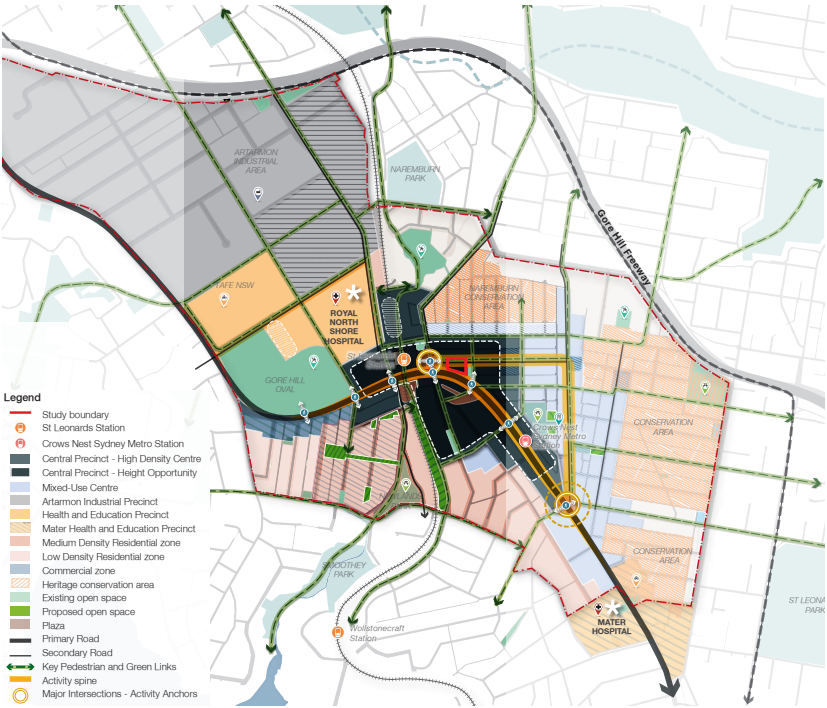 ARTARMON
INDUSTRIAL
AREA
NAREMBURN
PARK
Gore Hill Freeway
TAFE NSW
NAREMBURN
CONSERVATION
AREA
ROYAL
NORTH
SHORE
HOSPITAL
GORE HILL
OVAL
Crows Nest
Sydney Metro
Station
CONSERVATION
AREA
CONSERVATION
AREA
PARK
Wollstonecraft
Station
MATER
HOSPITAL
ST LEONA
PARK
Legend
Study boundary
St Leonards Station
Crows Nest Sydney Metro Station
Central Precinct - High Density Centre
Central Precinct - Height Opportunity
Mixed-Use Centre
Artarmon Industrial Precinct
Health and Education Precinct
Mater Health and Education Precinct
Medium Density Residential zone
Low Density Residential zone
Commercial zone
Heritage conservation area
Existing open space
Proposed open space
Plaza
Primary Road
Secondary Road
Key Pedestrian and Green Links
Activity spine
Major Intersections - Activity Anchors